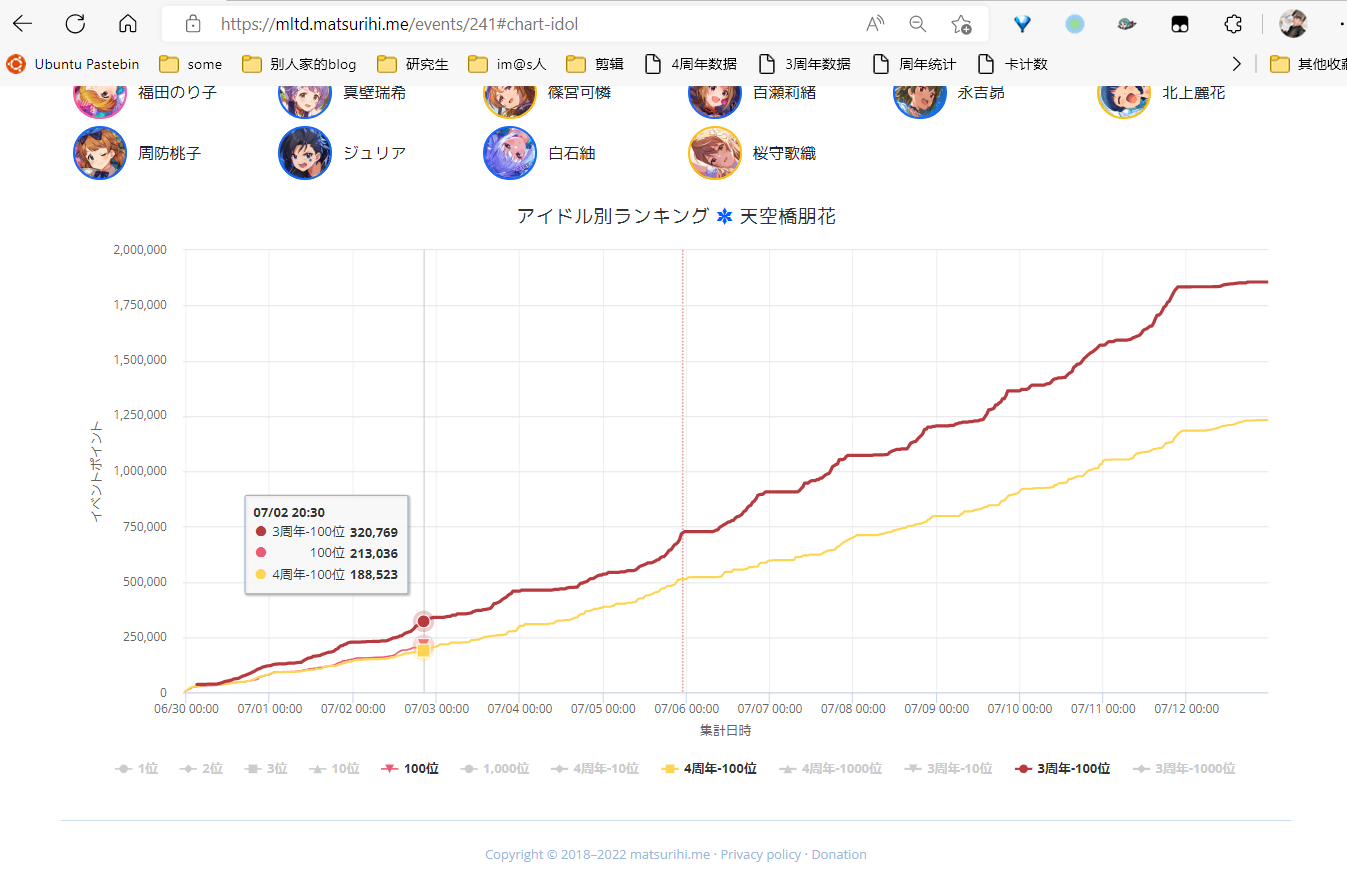 https://mltd.matsurihi.me/events/241#chart-idol
Ubuntu Pastebin some 别人家的blog 研究生 im@s人 剪辑 4周年数据 3周年数据 周年统计 卡计数 其他收藏
福田のり子 真壁瑞希 篠宮可憐 百瀬莉緒 永吉昴 北上麗花
周防桃子 ジュリア 白石紬 桜守歌織
アイドル別ランキング 天空橋朋花
2,000,000
1,750,000
1,500,000
1,250,000
1,000,000
750,000
500,000
250,000
0
イベントポイント
07/02 20:30
3周年-100位 320,769
100位 213,036
4周年-100位 188,523
06/30 00:00 07/01 00:00 07/02 00:00 07/03 00:00 07/04 00:00 07/05 00:00 07/06 00:00 07/07 00:00 07/08 00:00 07/09 00:00 07/10 00:00 07/11 00:00 07/12 00:00
集計日時
1位 2位 3位 10位 100位 1,000位 4周年-10位 4周年-100位 4周年-1000位 3周年-10位 3周年-100位 3周年-1000位
Copyright © 2018–2022 matsurihi.me · Privacy policy · Donation